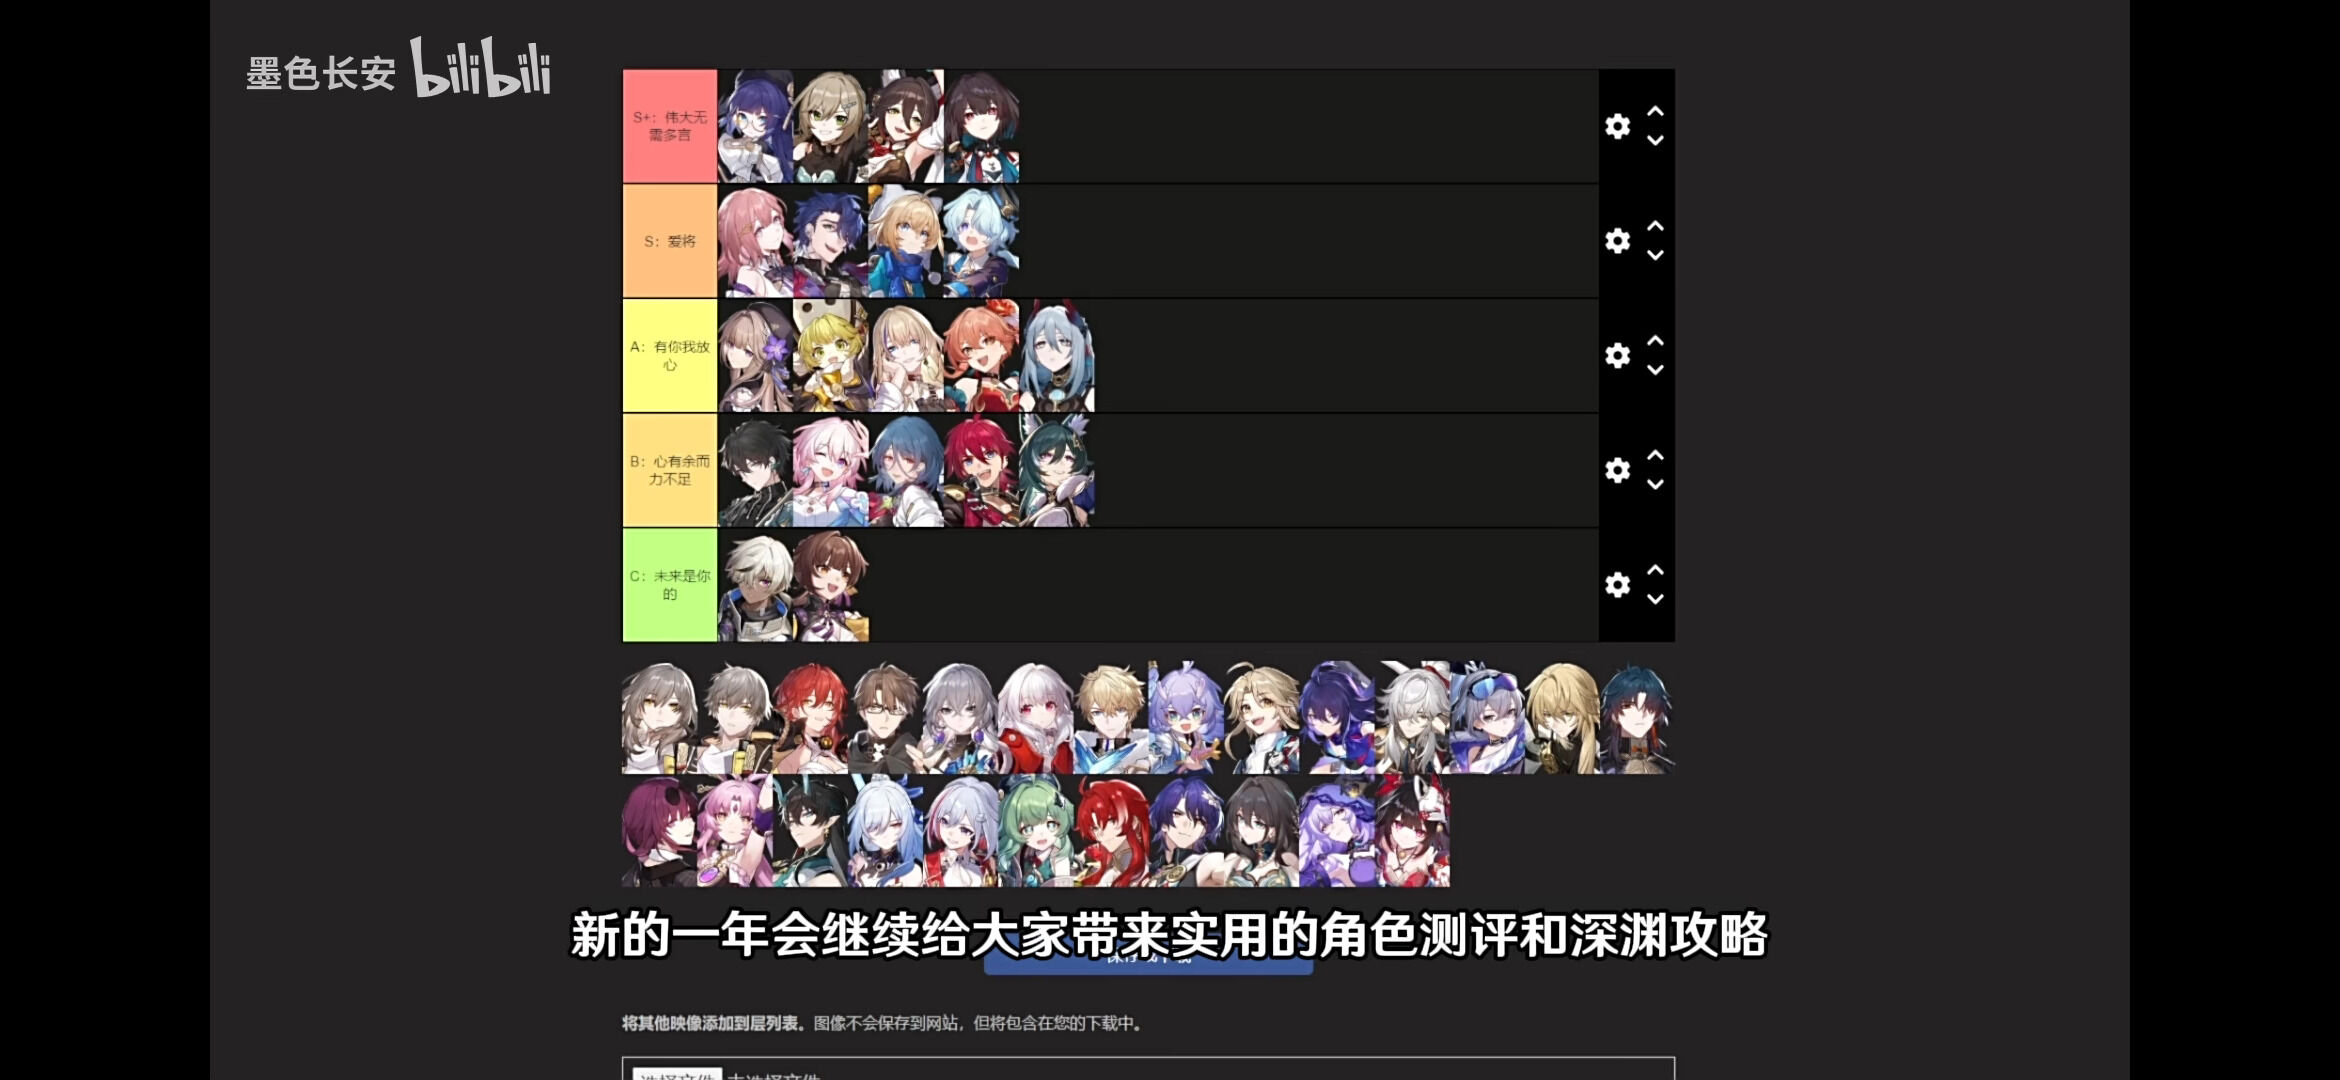 墨色长安 bilibili
S+：伟大无
需多言
S：爱将
A：有你我放
心
B：心有余而
力不足
C：未来是你
的
新的一年会继续给大家带来实用的角色测评和深渊攻略
将其他映像添加到层列表。图像不会保存到网站，但将包含在您的下载中。